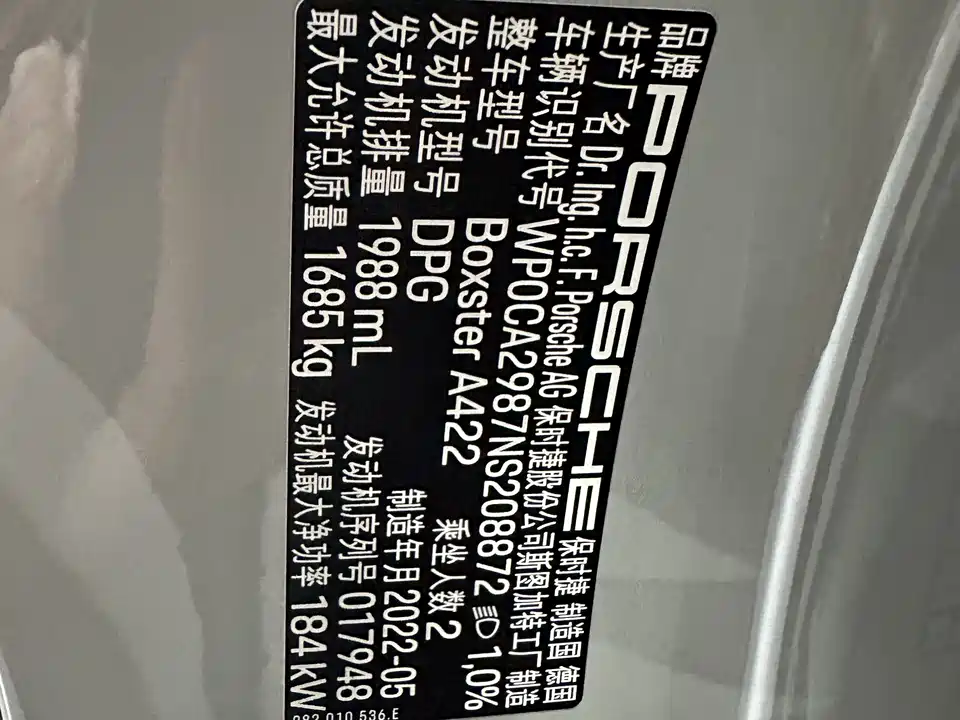 品牌 PORSCHE 保时捷 制造国 德国
生产厂名 Dr. Ing. h.c. F. Porsche AG 保时捷股份公司斯图加特工厂制造
车辆识别代号 WP0CA2987NS208872 1,0%
整车型号 Boxster A422 乘坐人数 2
发动机型号 DPG 制造年月 2022-05
发动机排量 1988 mL 发动机序列号 017948
最大允许总质量 1685 kg 发动机最大净功率 184 kW
982.010.536.E